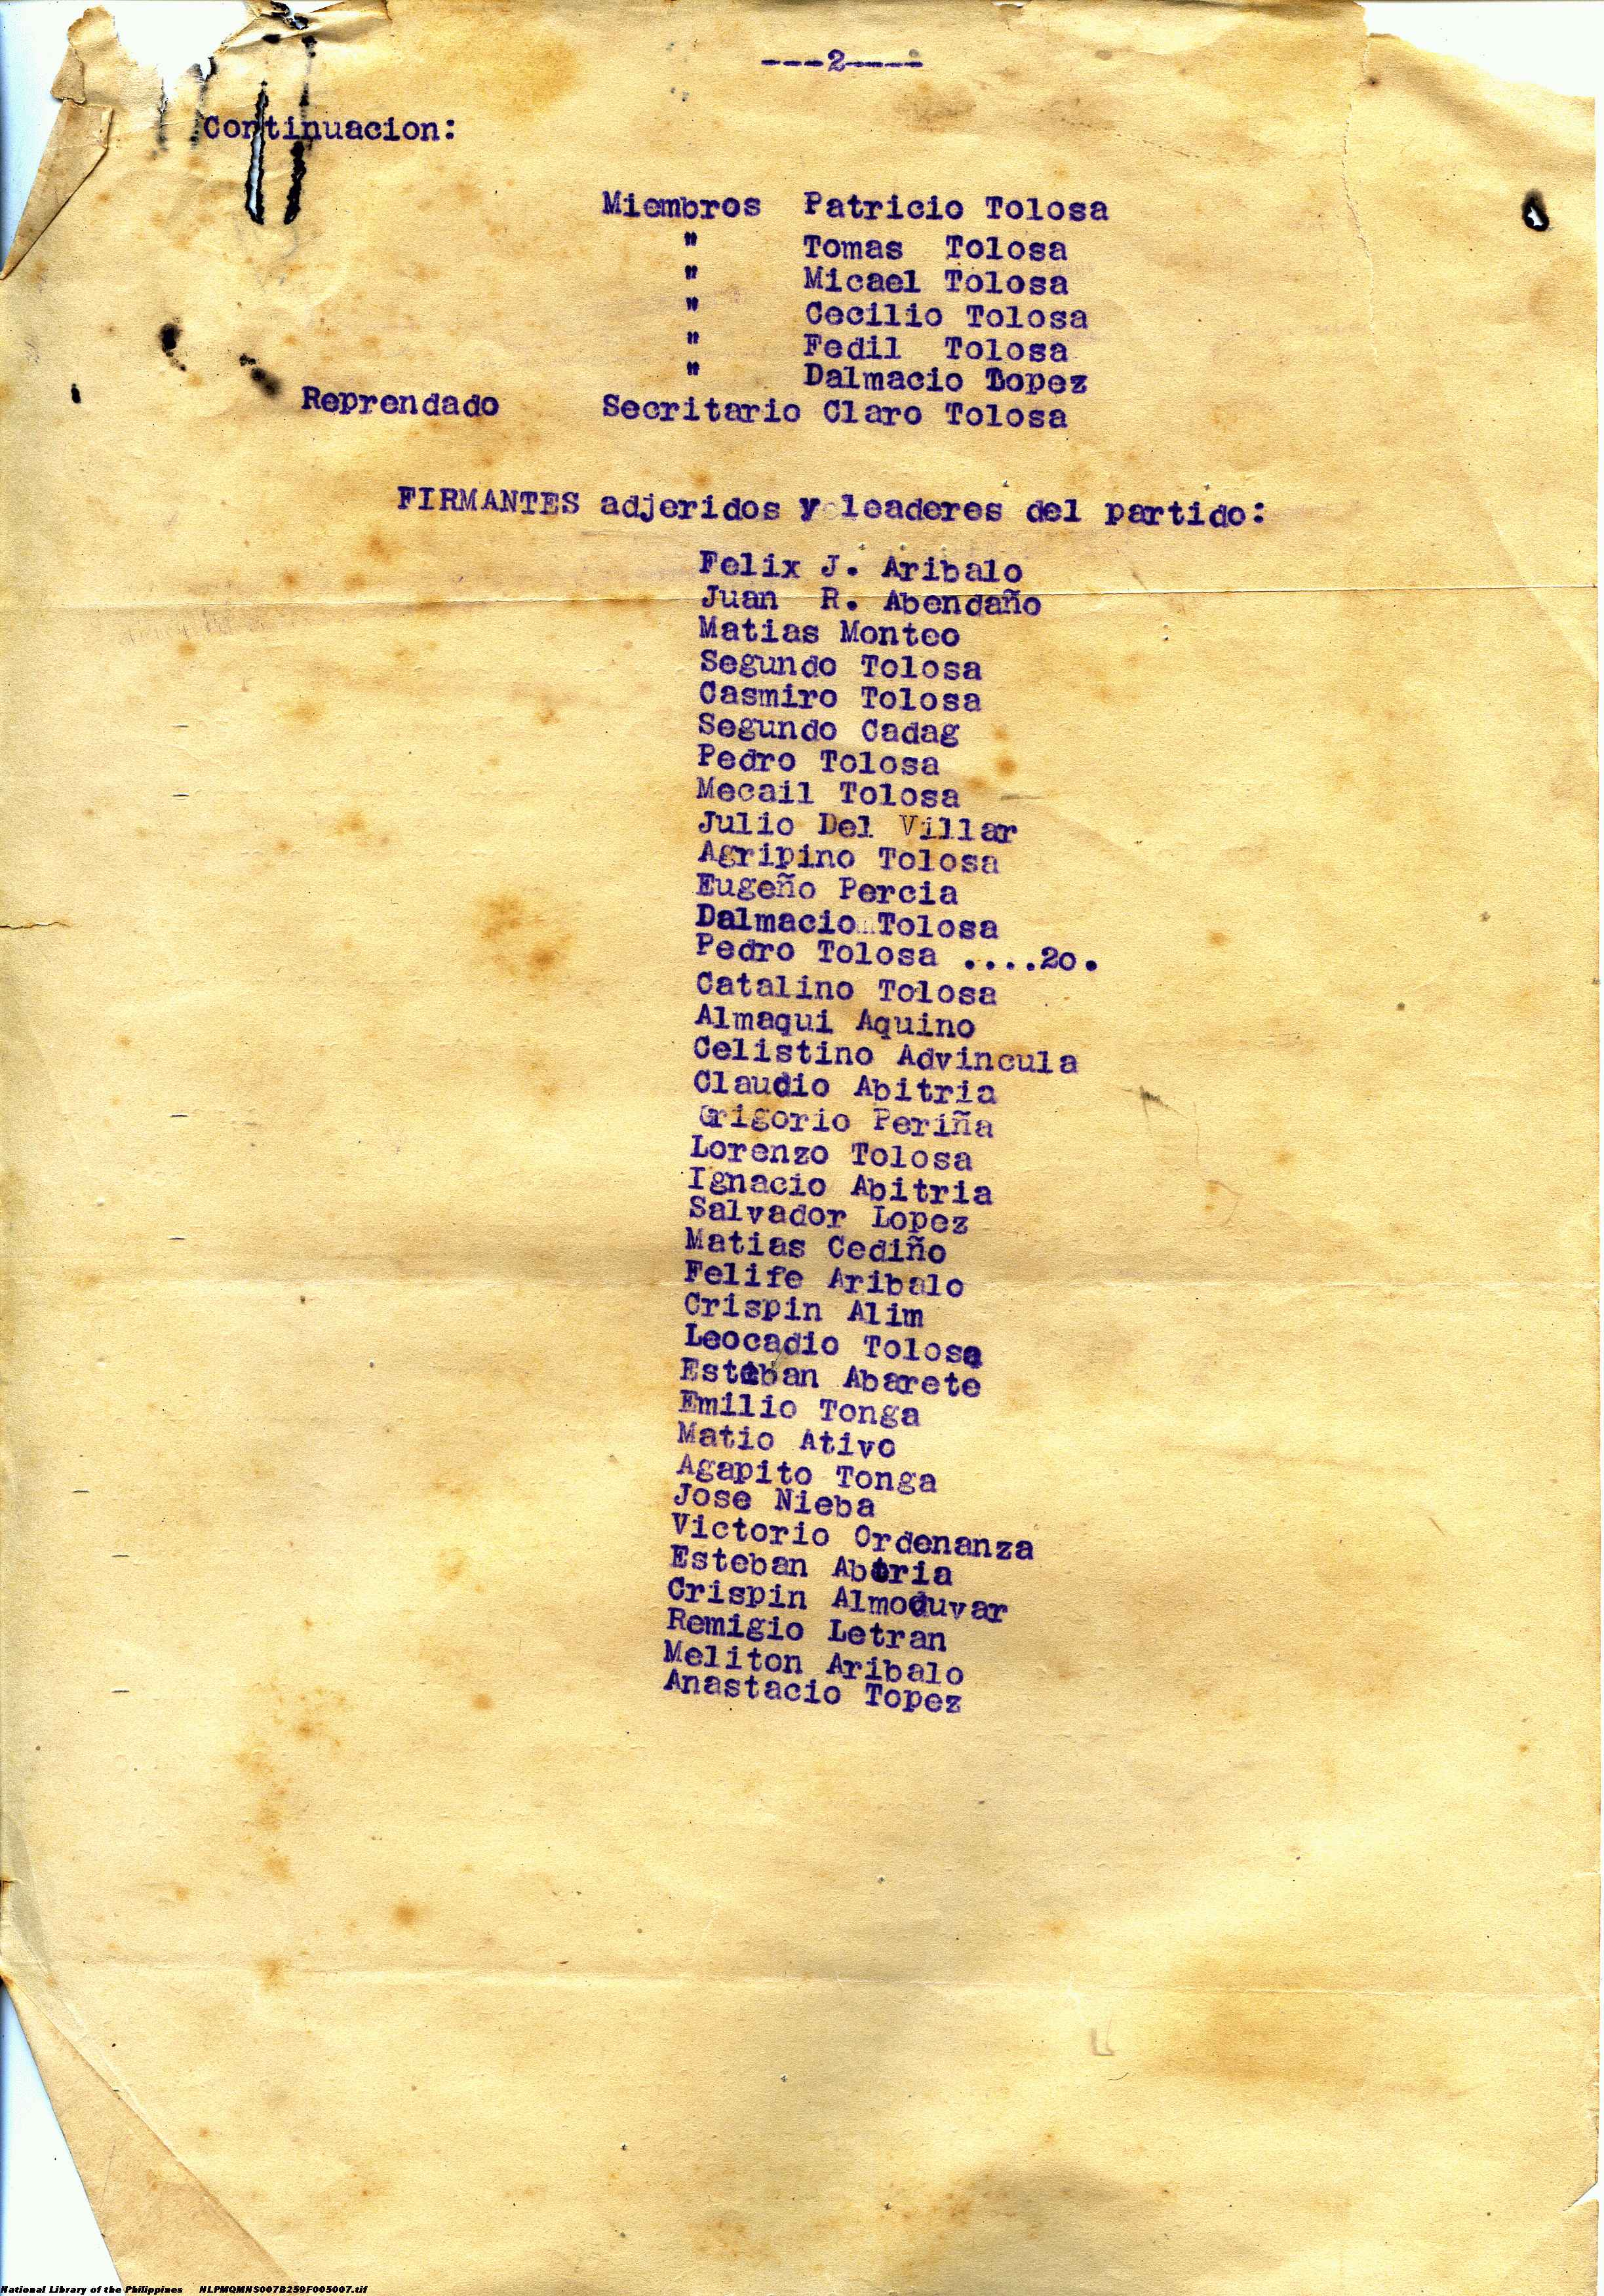 ---2----
Continuacion:
Miembros Patricio Tolosa
" Tomas Tolosa
" Micael Tolosa
" Cecilio Tolosa
" Fedil Tolosa
" Dalmacio Lopez
Reprendado Secritario Claro Tolosa
FIRMANTES adjeridos y leaderes del partido:
Felix J. Aribalo
Juan R. Abendaño
Matias Monteo
Segundo Tolosa
Casmiro Tolosa
Segundo Cadag
Pedro Tolosa
Mecail Tolosa
Julio Del Villar
Agripino Tolosa
Eugeño Percia
Dalmacio Tolosa
Pedro Tolosa ....2o.
Catalino Tolosa
Almaqui Aquino
Celistino Advincula
Claudio Abitria
Grigorio Periña
Lorenzo Tolosa
Ignacio Abitria
Salvador Lopez
Matias Cediño
Felife Aribalo
Crispin Alim
Leocadio Tolosa
Esteban Abarete
Emilio Tonga
Matio Ativo
Agapito Tonga
Jose Nieba
Victorio Ordenanza
Esteban Abtria
Crispin Almoduvar
Remigio Letran
Meliton Aribalo
Anastacio Topez
National Library of the Philippines NLPMQMNS007B259F005007.tif